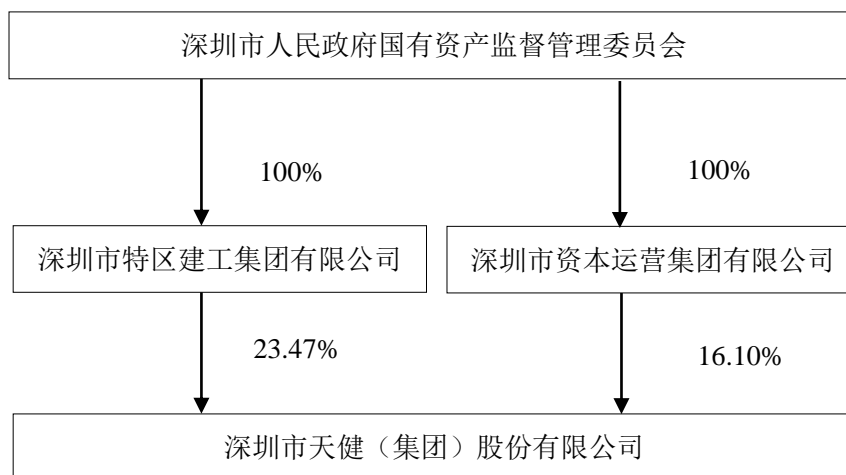 深圳市人民政府国有资产监督管理委员会
100%
100%
深圳市特区建工集团有限公司
深圳市资本运营集团有限公司
23.47%
16.10%
深圳市天健（集团）股份有限公司